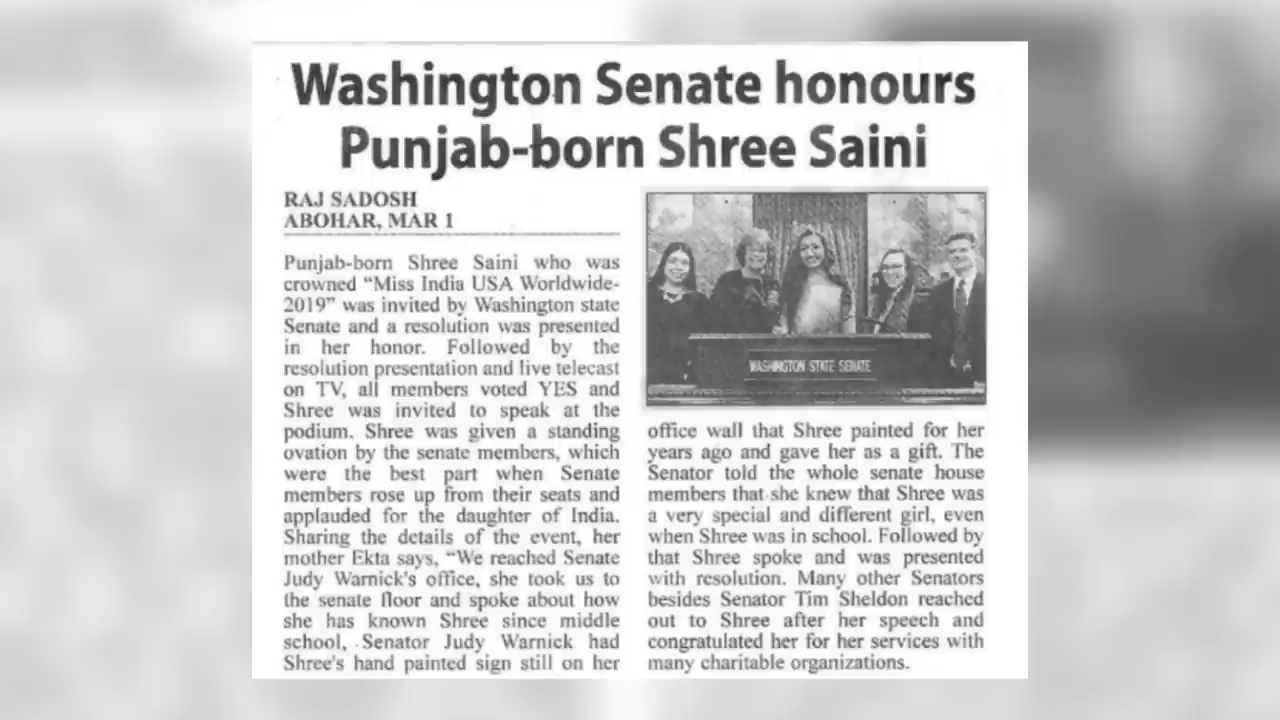 Washington Senate honours
Punjab-born Shree Saini
RAJ SADOSH
ABOHAR, MAR 1
Punjab-born Shree Saini who was
crowned “Miss India USA Worldwide-
2019” was invited by Washington state
Senate and a resolution was presented
in her honor. Followed by the
resolution presentation and live telecast
on TV, all members voted YES and
Shree was invited to speak at the
podium. Shree was given a standing
ovation by the senate members, which
were the best part when Senate
members rose up from their seats and
applauded for the daughter of India.
Sharing the details of the event, her
mother Ekta says, “We reached Senate
Judy Warnick's office, she took us to
the senate floor and spoke about how
she has known Shree since middle
school, Senator Judy Warnick had
Shree's hand painted sign still on her
WASHINGTON STATE SENATE
office wall that Shree painted for her
years ago and gave her as a gift. The
Senator told the whole senate house
members that she knew that Shree was
a very special and different girl, even
when Shree was in school. Followed by
that Shree spoke and was presented
with resolution. Many other Senators
besides Senator Tim Sheldon reached
out to Shree after her speech and
congratulated her for her services with
many charitable organizations.